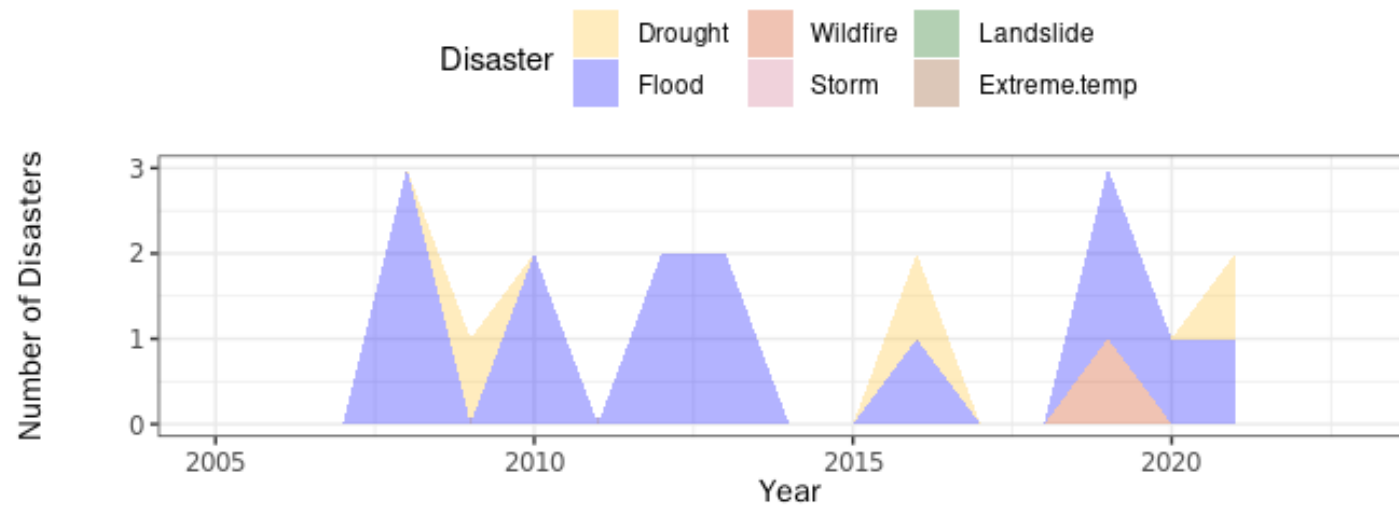 Disaster
Drought Wildfire Landslide
Flood Storm Extreme.temp
Number of Disasters
3
2
1
0
2005 2010 2015 2020
Year